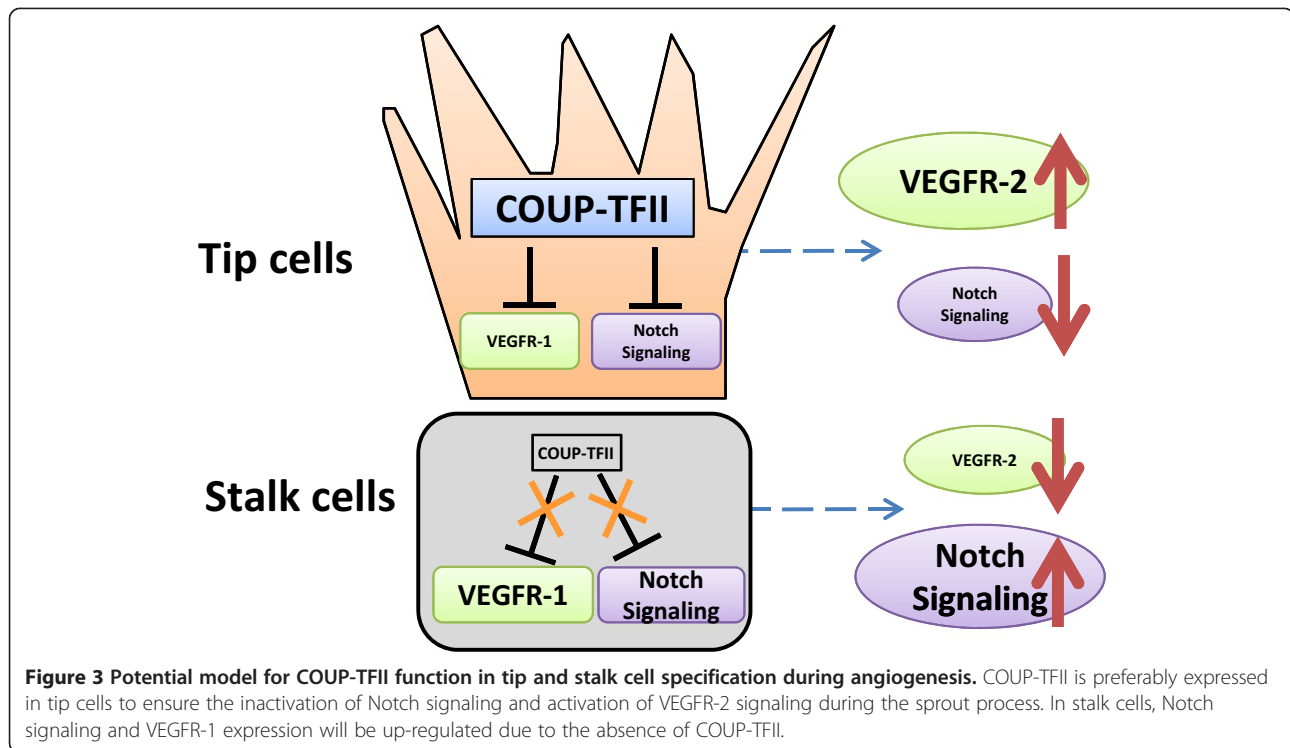 COUP-TFII
VEGFR-2
Tip cells
VEGFR-1
Notch
Signaling
Notch
Signaling
COUP-TFII
VEGFR-2
Stalk cells
VEGFR-1
Notch
Signaling
Notch
Signaling
Figure 3 Potential model for COUP-TFII function in tip and stalk cell specification during angiogenesis. COUP-TFII is preferably expressed
in tip cells to ensure the inactivation of Notch signaling and activation of VEGFR-2 signaling during the sprout process. In stalk cells, Notch
signaling and VEGFR-1 expression will be up-regulated due to the absence of COUP-TFII.